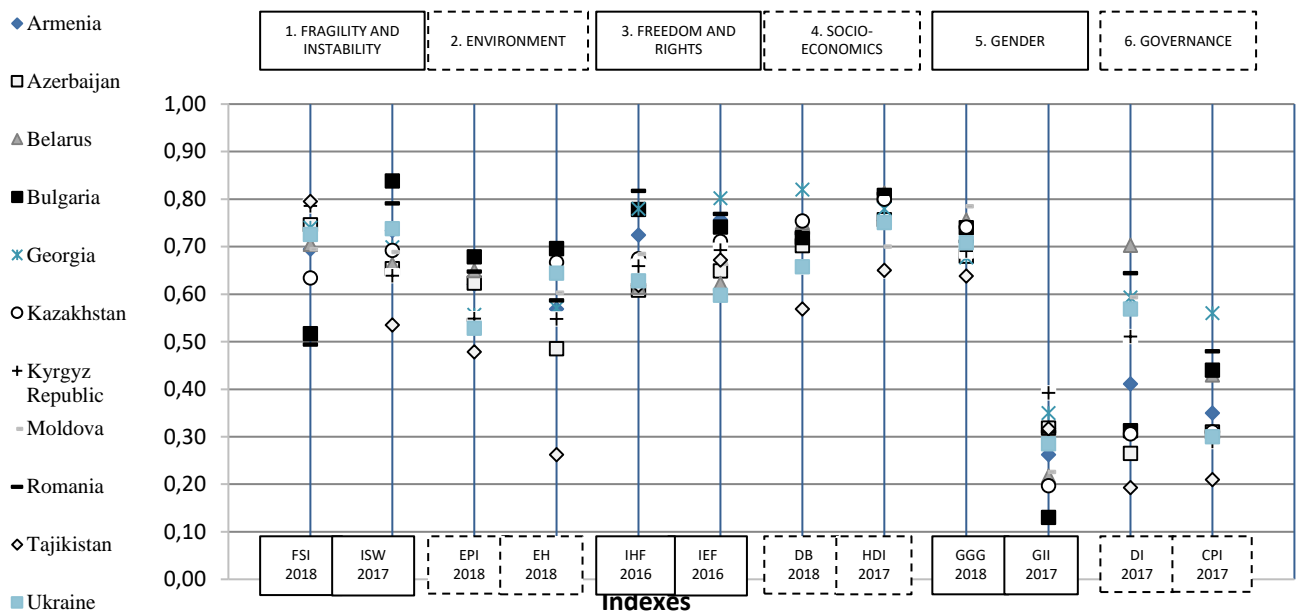 Armenia
Azerbaijan
Belarus
Bulgaria
Georgia
Kazakhstan
Kyrgyz
Republic
Moldova
Romania
Tajikistan
Ukraine
1. FRAGILITY AND
INSTABILITY
2. ENVIRONMENT
3. FREEDOM AND
RIGHTS
4. SOCIO-
ECONOMICS
5. GENDER
6. GOVERNANCE
1,00
0,90
0,80
0,70
0,60
0,50
0,40
0,30
0,20
0,10
0,00
FSI
2018
ISW
2017
EPI
2018
EH
2018
IHF
2016
IEF
2016
DB
2018
HDI
2017
GGG
2018
GII
2017
DI
2017
CPI
2017
Indexes